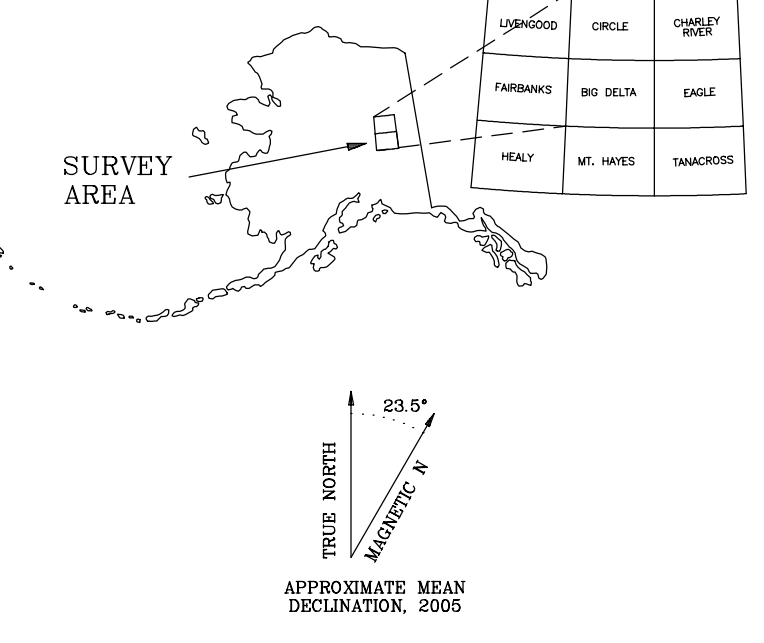 LIVENGOOD
CIRCLE
CHARLEY
RIVER
FAIRBANKS
BIG DELTA
EAGLE
HEALY
MT. HAYES
TANACROSS
SURVEY
AREA
23.5°
TRUE NORTH
MAGNETIC N
APPROXIMATE MEAN
DECLINATION, 2005